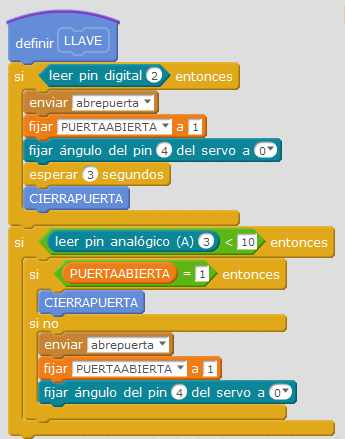 definir LLAVE
si leer pin digital 2 entonces
enviar abrepuerta
fijar PUERTAABIERTA a 1
fijar ángulo del pin 4 del servo a 0
esperar 3 segundos
CIERRAPUERTA
si leer pin analógico (A) 3 < 10 entonces
si PUERTAABIERTA = 1 entonces
CIERRAPUERTA
si no
enviar abrepuerta
fijar PUERTAABIERTA a 1
fijar ángulo del pin 4 del servo a 0